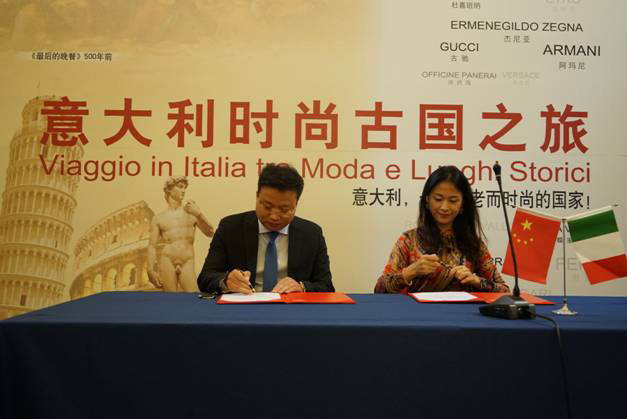 杜嘉班纳
ERMENEGILDO ZEGNA
杰尼亚
GUCCI
古驰
ARMANI
阿玛尼
OFFICINE PANERAI
VERSACE
《最后的晚餐》500年前
意大利时尚古国之旅
Viaggio in Italia tra Moda e Luoghi Storici
意大利，
老而时尚的国家！